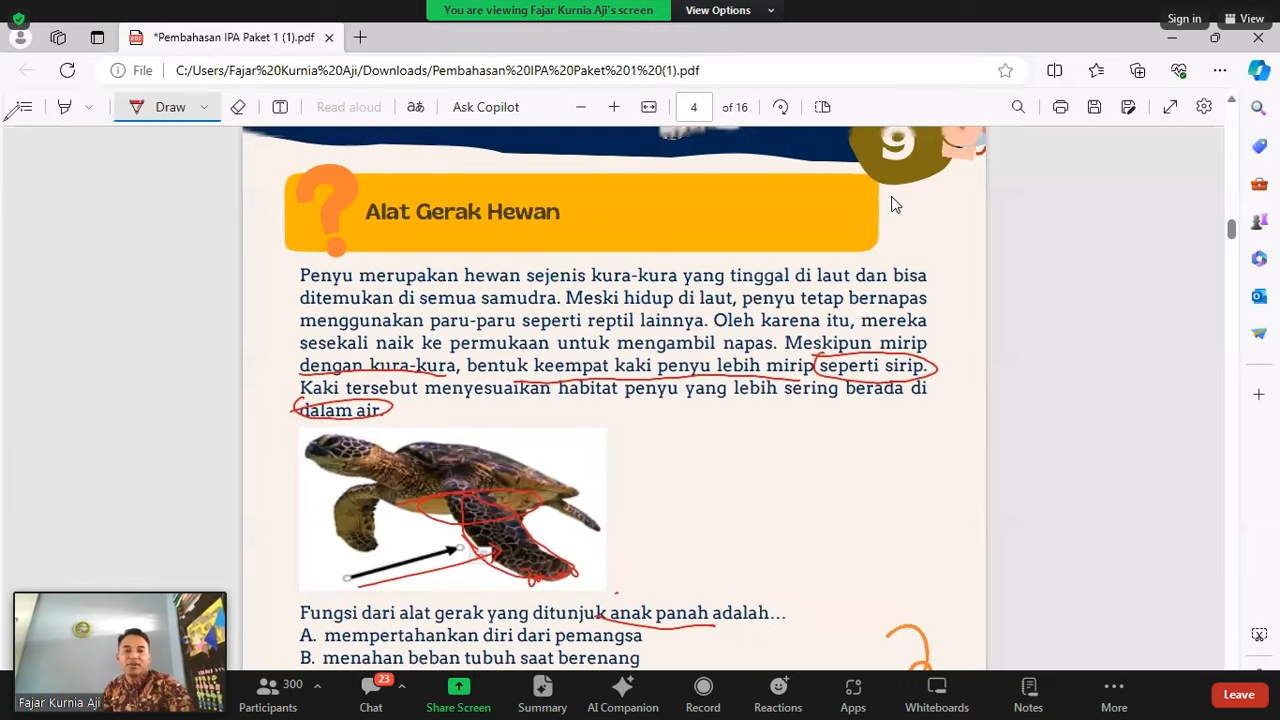 You are viewing Fajar Kurnia Aji's screen
View Options
Sign in
View
*Pembahasan IPA Paket 1 (1).pdf
File
C:/Users/Fajar%20Kurnia%20Aji/Downloads/Pembahasan%20IPA%20Paket%201%20(1).pdf
Draw
Read aloud
aあ
Ask Copilot
4
of 16
9
?
Alat Gerak Hewan
Penyu merupakan hewan sejenis kura-kura yang tinggal di laut dan bisa
ditemukan di semua samudra. Meski hidup di laut, penyu tetap bernapas
menggunakan paru-paru seperti reptil lainnya. Oleh karena itu, mereka
sesekali naik ke permukaan untuk mengambil napas. Meskipun mirip
dengan kura-kura, bentuk keempat kaki penyu lebih mirip seperti sirip.
Kaki tersebut menyesuaikan habitat penyu yang lebih sering berada di
dalam air.
Fungsi dari alat gerak yang ditunjuk anak panah adalah...
A. mempertahankan diri dari pemangsa
B. menahan beban tubuh saat berenang
Fajar Kurnia Aji
300
Participants
23
Chat
Share Screen
Summary
AI Companion
Record
Reactions
Apps
Whiteboards
Notes
More
Leave